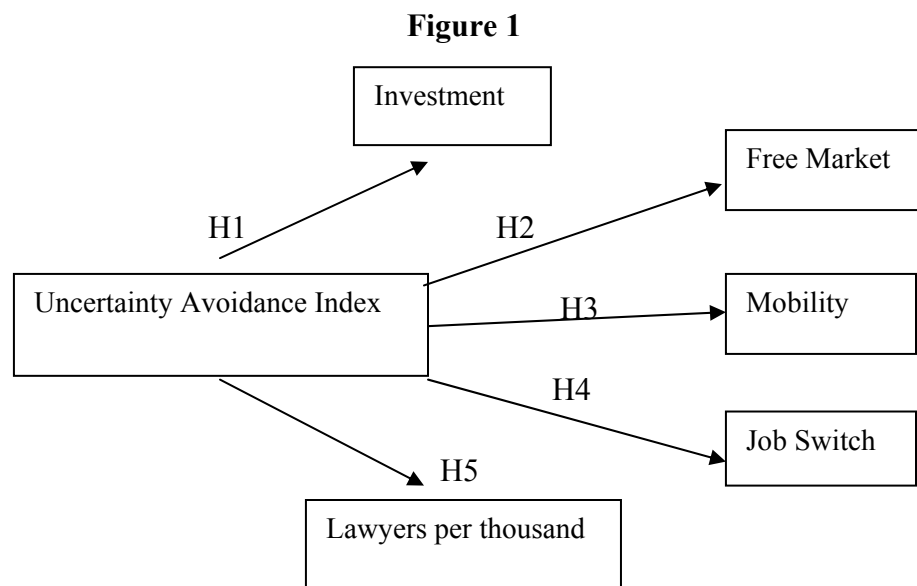 Figure 1
Investment
Free Market
H1
H2
Uncertainty Avoidance Index
H3
Mobility
H4
Job Switch
H5
Lawyers per thousand